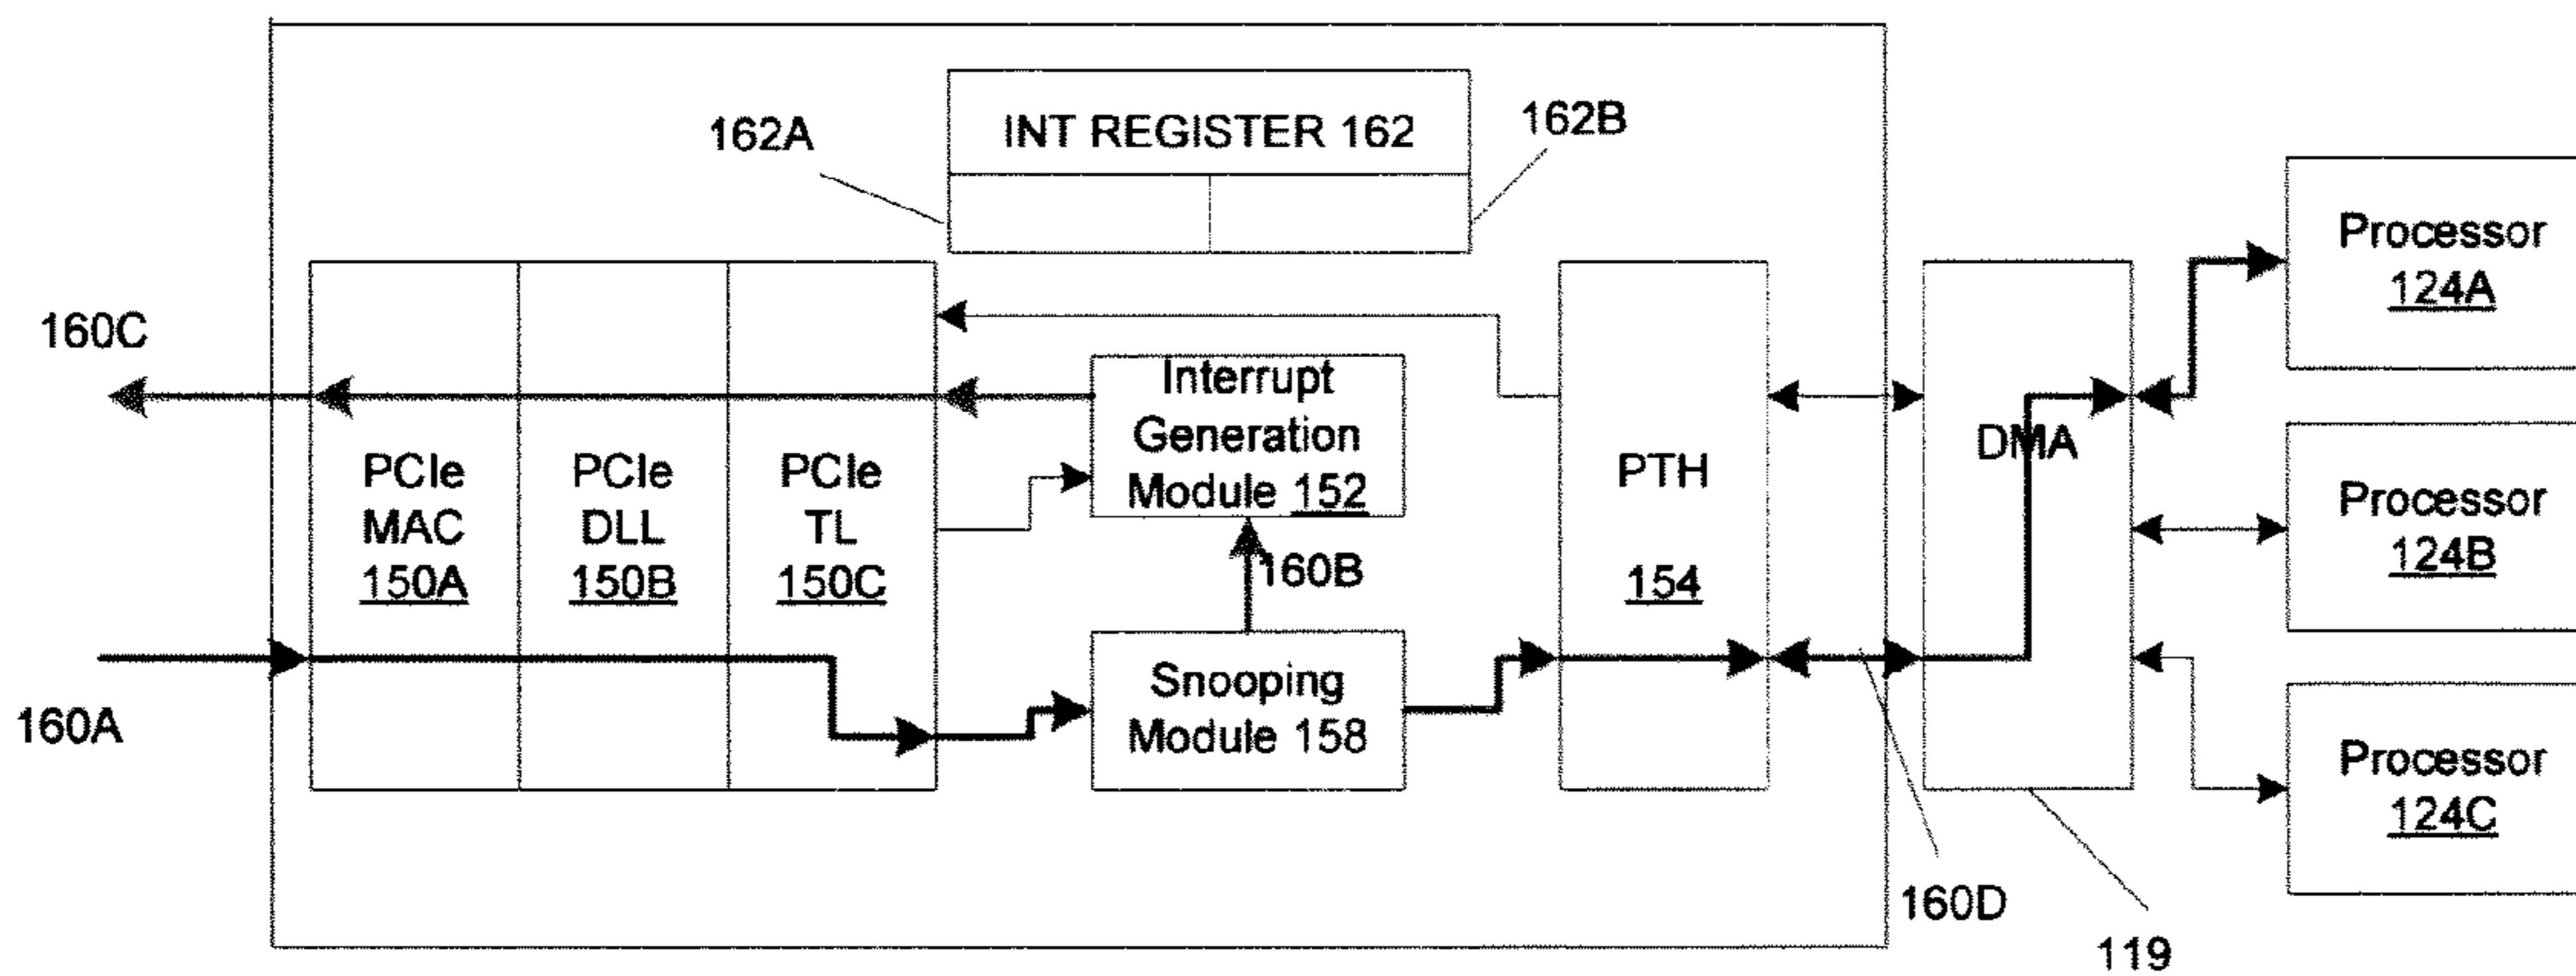 INT REGISTER 162
162A
162B
160C
160A
PCIe
MAC
150A
PCIe
DLL
150B
PCIe
TL
150C
Interrupt
Generation
Module 152
160B
Snooping
Module 158
PTH
154
160D
DMA
119
Processor
124A
Processor
124B
Processor
124C